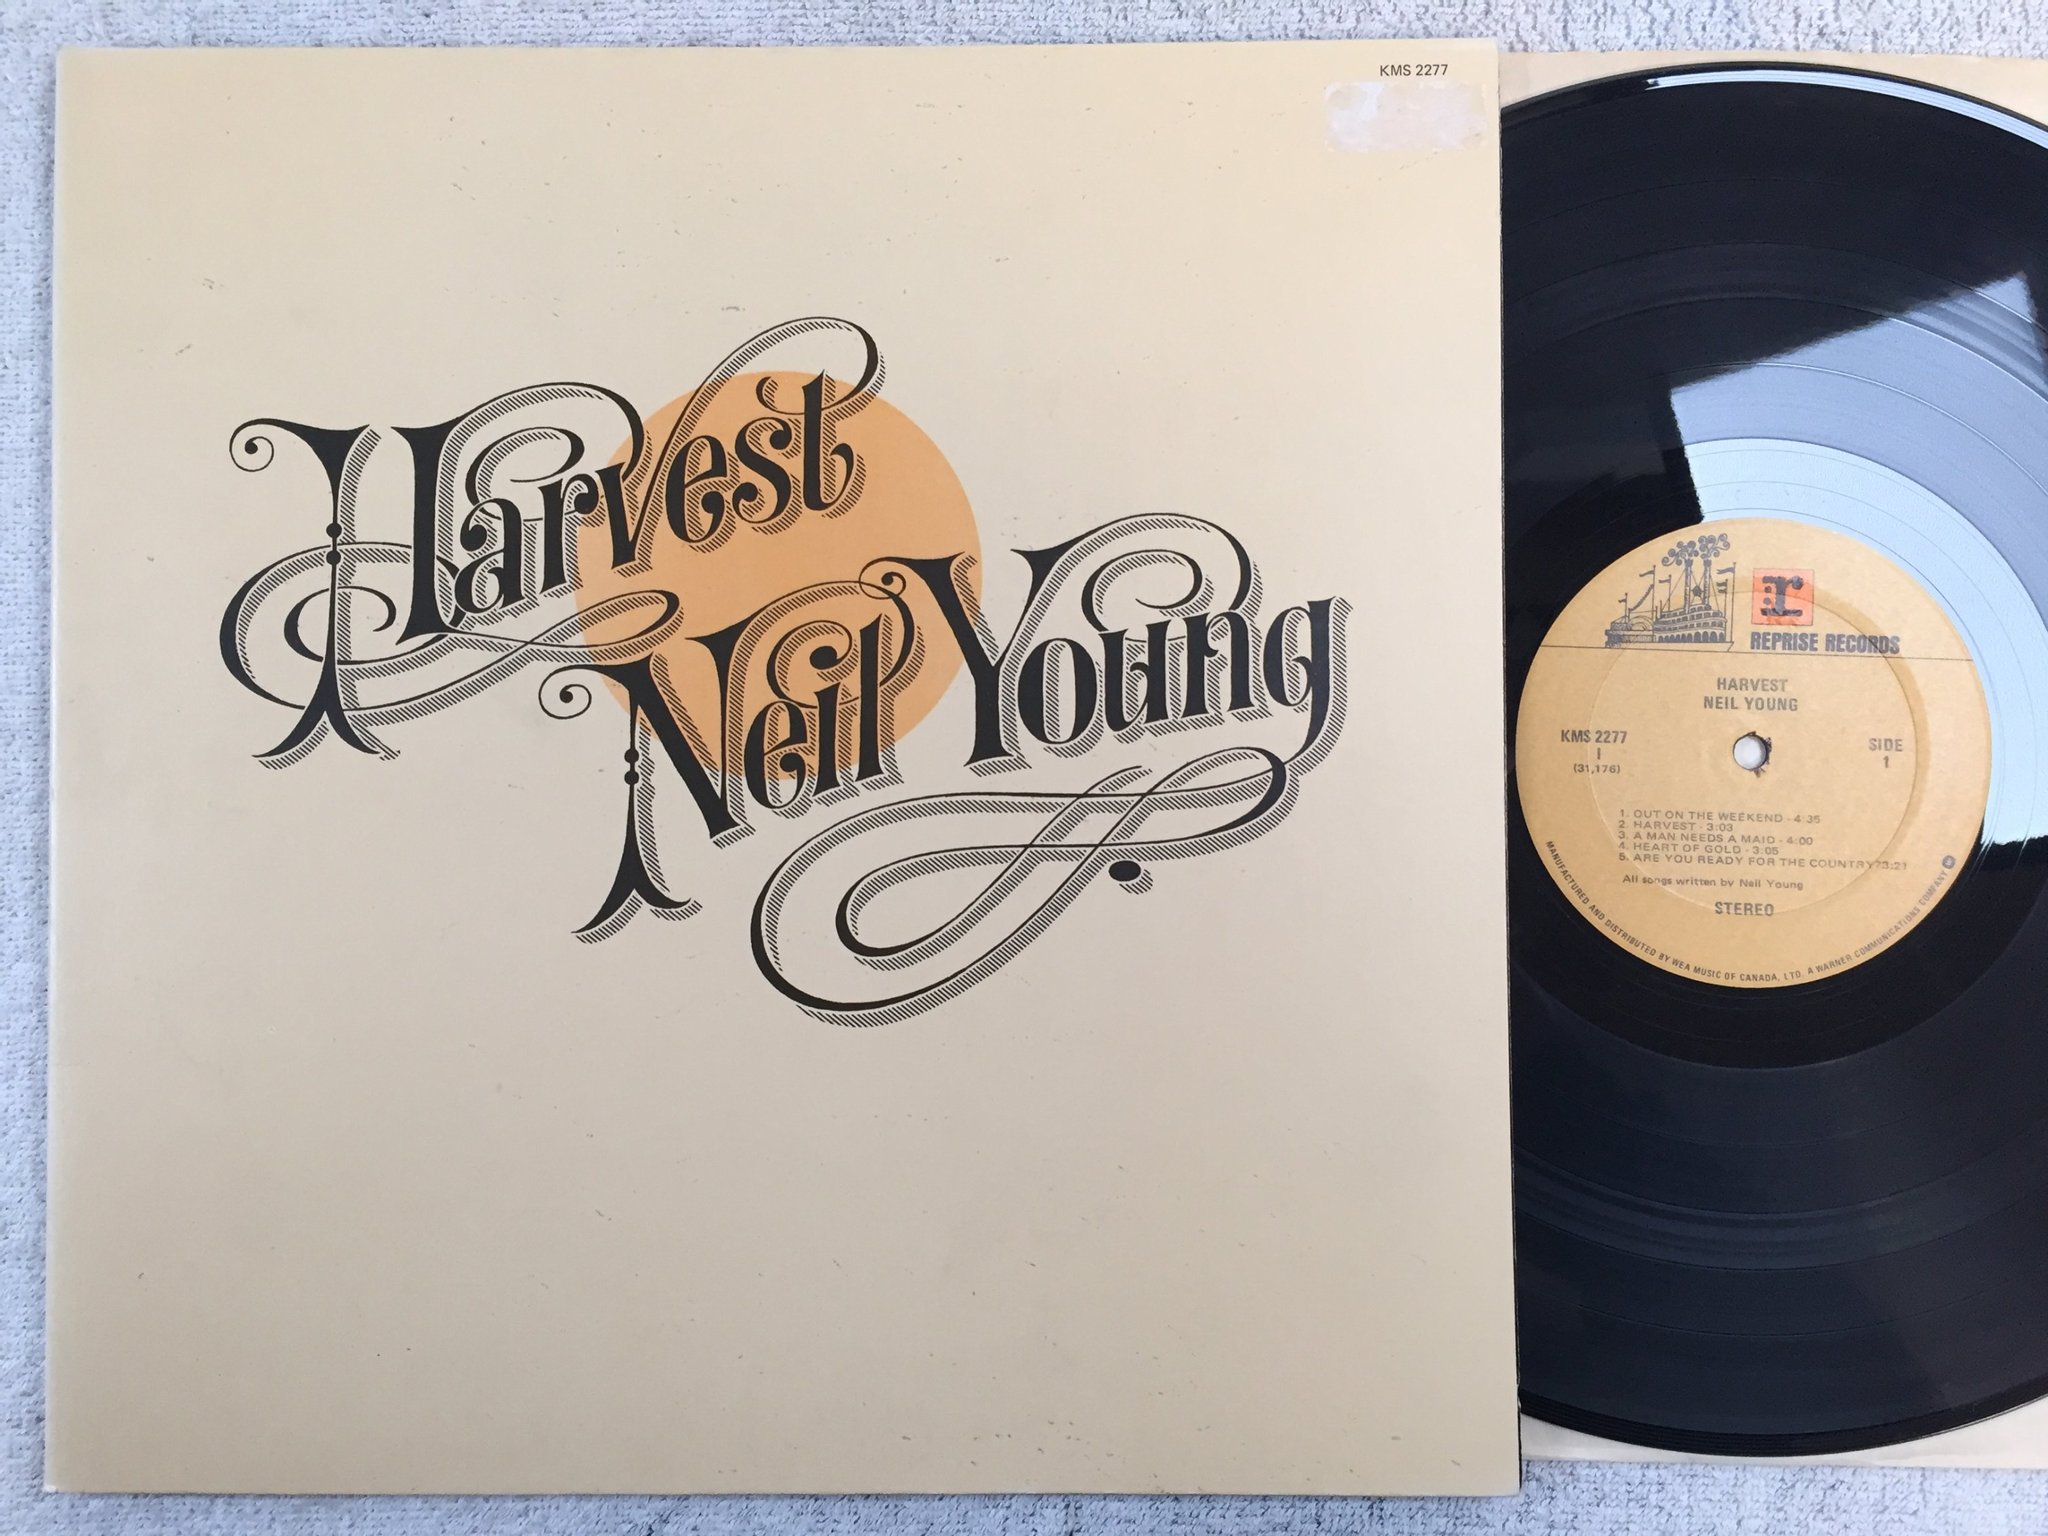 KMS 2277
Harvest
Neil Young
r
REPRISE RECORDS
HARVEST
NEIL YOUNG
KMS 2277
1
(31,176)
SIDE
1
1. OUT ON THE WEEKEND - 4:35
2. HARVEST - 3:03
3. A MAN NEEDS A MAID - 4:00
4. HEART OF GOLD - 3:05
5. ARE YOU READY FOR THE COUNTRY? 3:21
All songs written by Neil Young
STEREO
MANUFACTURED AND DISTRIBUTED BY WEA MUSIC OF CANADA, LTD. A WARNER COMMUNICATIONS COMPANY